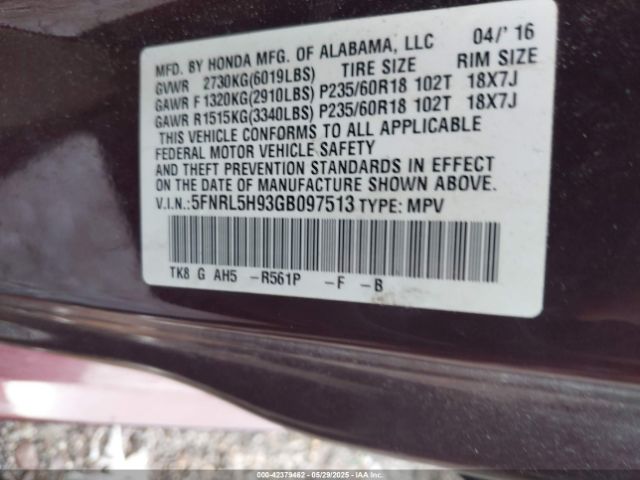 MFD. BY HONDA MFG. OF ALABAMA, LLC 04/' 16
GVWR 2730KG(6019LBS) TIRE SIZE RIM SIZE
GAWR F 1320KG(2910LBS) P235/60R18 102T 18X7J
GAWR R 1515KG(3340LBS) P235/60R18 102T 18X7J
THIS VEHICLE CONFORMS TO ALL APPLICABLE
FEDERAL MOTOR VEHICLE SAFETY
AND THEFT PREVENTION STANDARDS IN EFFECT
ON THE DATE OF MANUFACTURE SHOWN ABOVE.
V.I.N.:5FNRL5H93GB097513 TYPE: MPV
TK8 G AH5 -R561P -F -B
000-42379462 - 05/29/2025 - IAAI.com